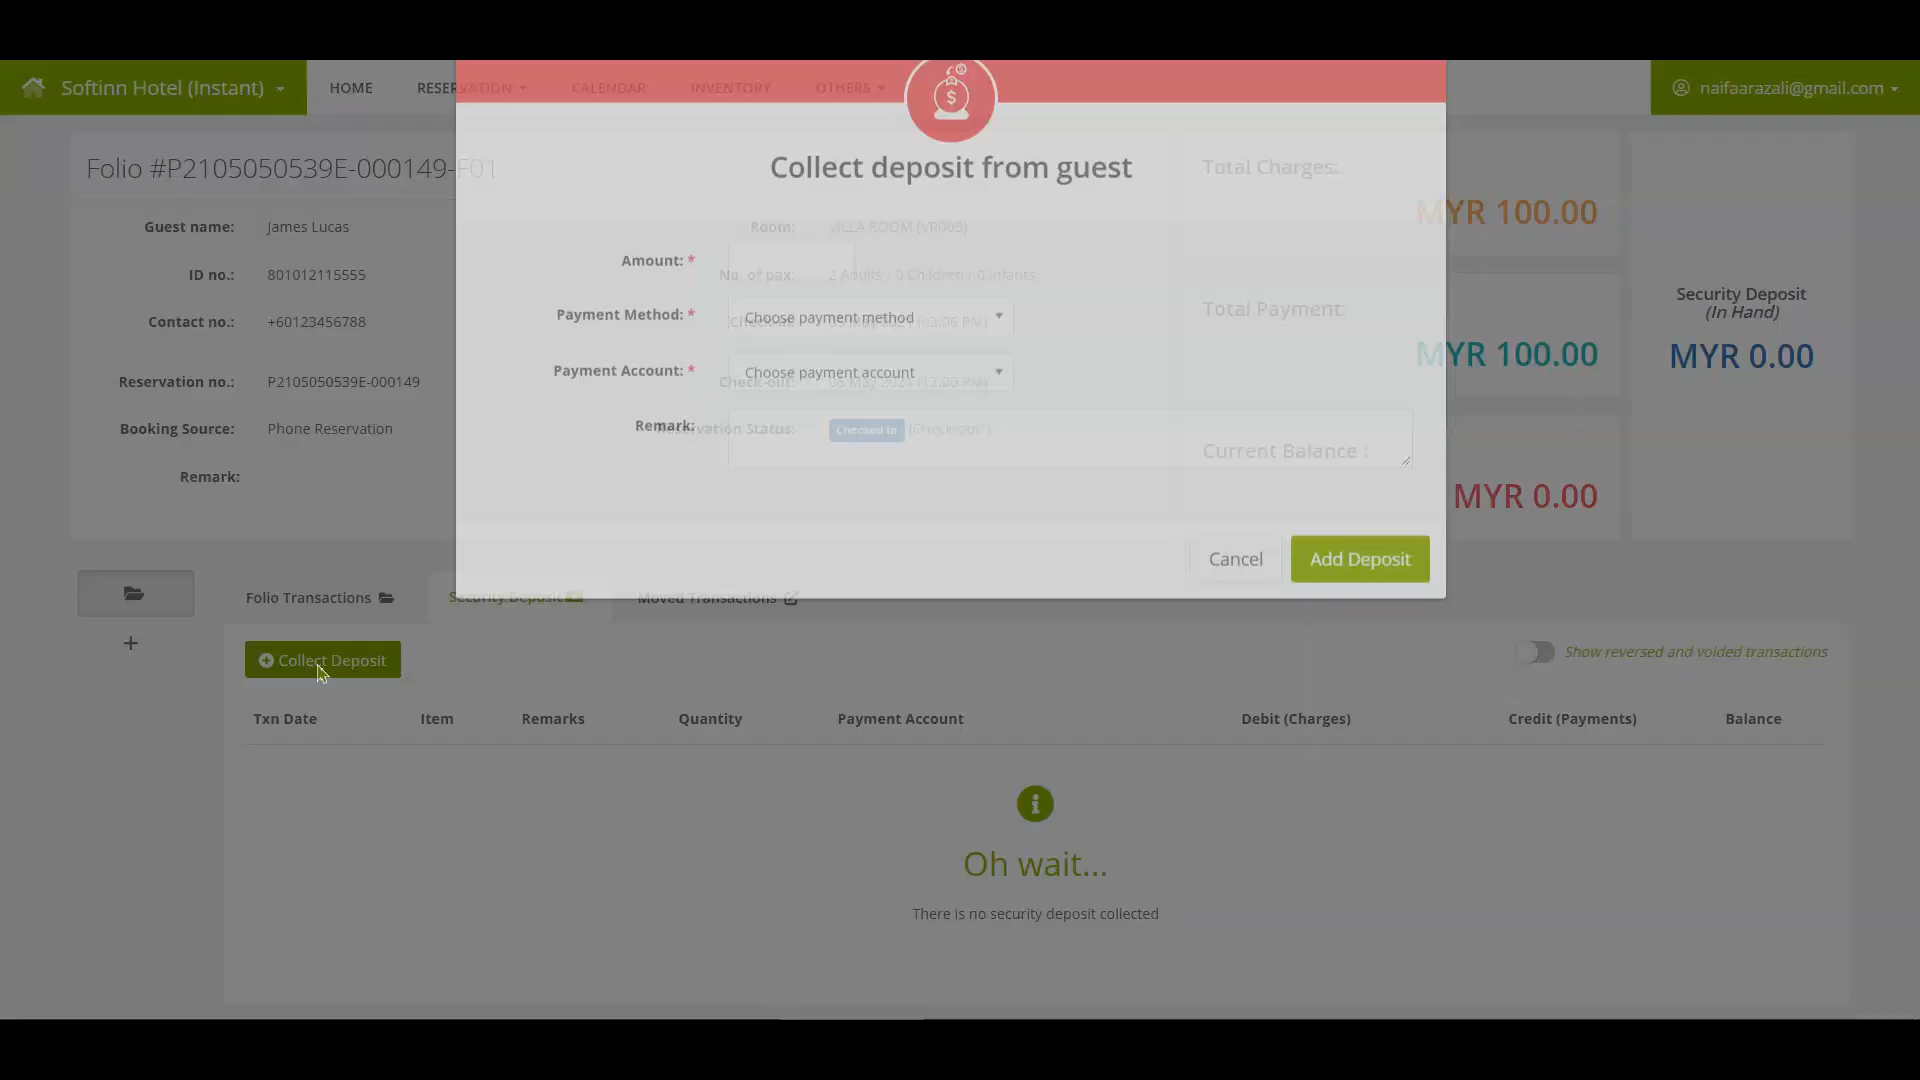 Softinn Hotel (Instant)
HOME
RESERVATION
CALENDAR
INVENTORY
OTHERS
naifaarazali@gmail.com
Folio #P2105050539E-000149-F01
Guest name: James Lucas
ID no.: 801012115555
Contact no.: +60123456788
Reservation no.: P2105050539E-000149
Booking Source: Phone Reservation
Remark:
Room: VILLA ROOM (VR003)
No. of pax: 2 Adults / 0 Children / 0 Infants
Check-in: 05 May 2021 (02:06 PM)
Check-out: 06 May 2021 (12:00 PM)
Reservation Status: Checked In (Check-out?)
Total Charges:
MYR 100.00
Total Payment:
MYR 100.00
Current Balance :
MYR 0.00
Security Deposit
(In Hand)
MYR 0.00
Collect deposit from guest
Amount: *
Payment Method: * Choose payment method
Payment Account: * Choose payment account
Remark:
Cancel
Add Deposit
Folio Transactions
Security Deposit
Moved Transactions
+
Collect Deposit
Show reversed and voided transactions
Txn Date Item Remarks Quantity Payment Account Debit (Charges) Credit (Payments) Balance
Oh wait...
There is no security deposit collected